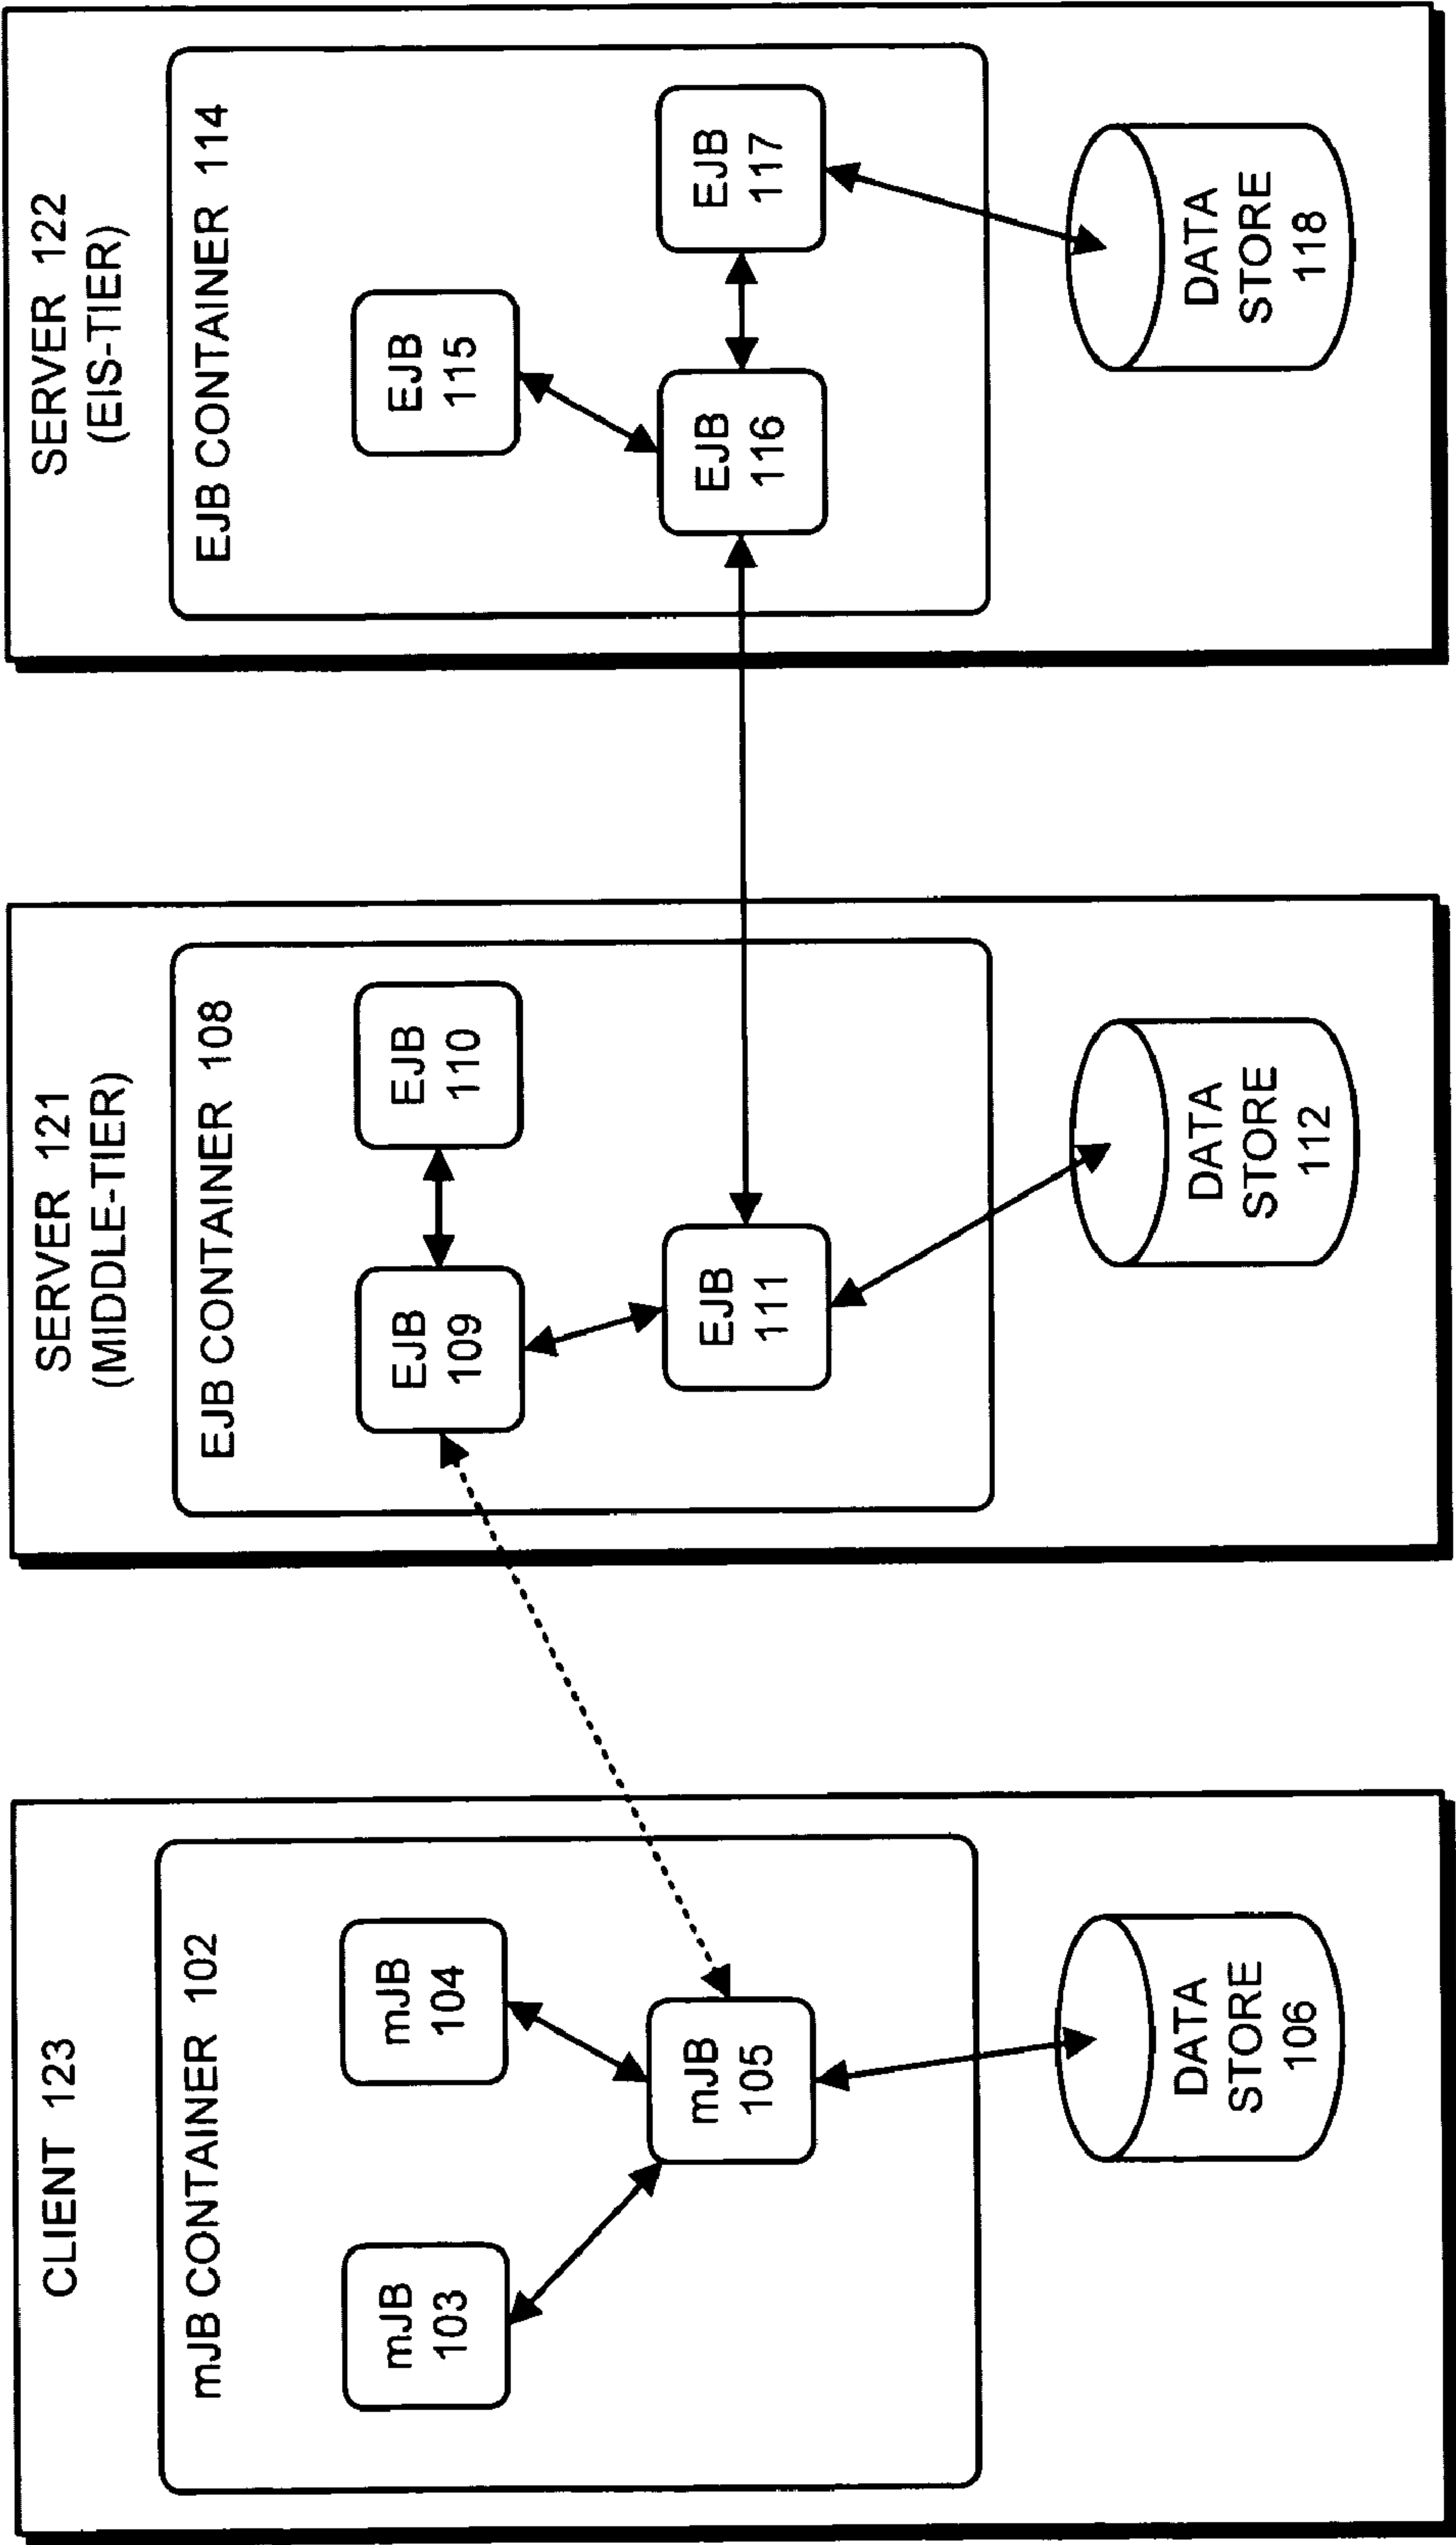 CLIENT 123
mJB CONTAINER 102
mJB
103
mJB
104
mJB
105
DATA
STORE
106
SERVER 121
(MIDDLE-TIER)
EJB CONTAINER 108
EJB
109
EJB
110
EJB
111
DATA
STORE
112
SERVER 122
(EIS-TIER)
EJB CONTAINER 114
EJB
115
EJB
116
EJB
117
DATA
STORE
118